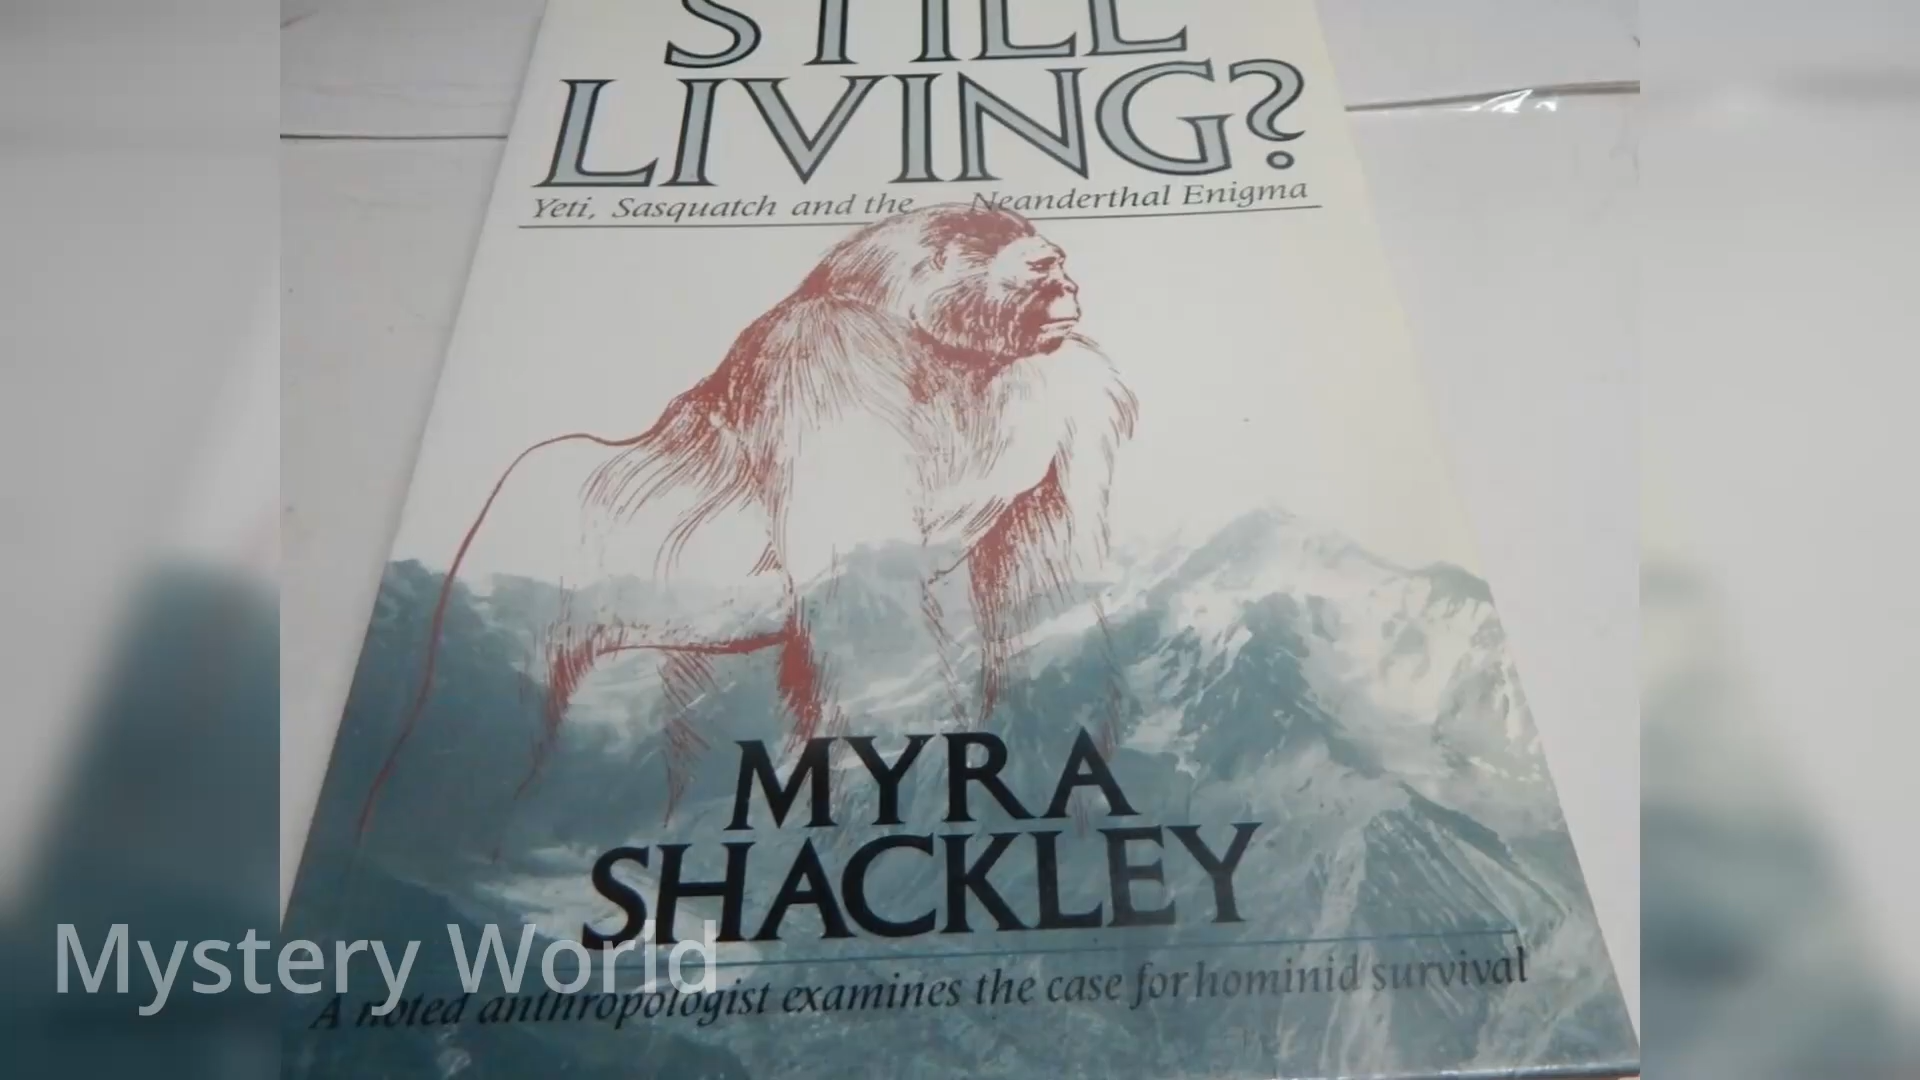 STILL
LIVING?
Yeti, Sasquatch and the Neanderthal Enigma
MYRA
SHACKLEY
Mystery World
A noted anthropologist examines the case for hominid survival